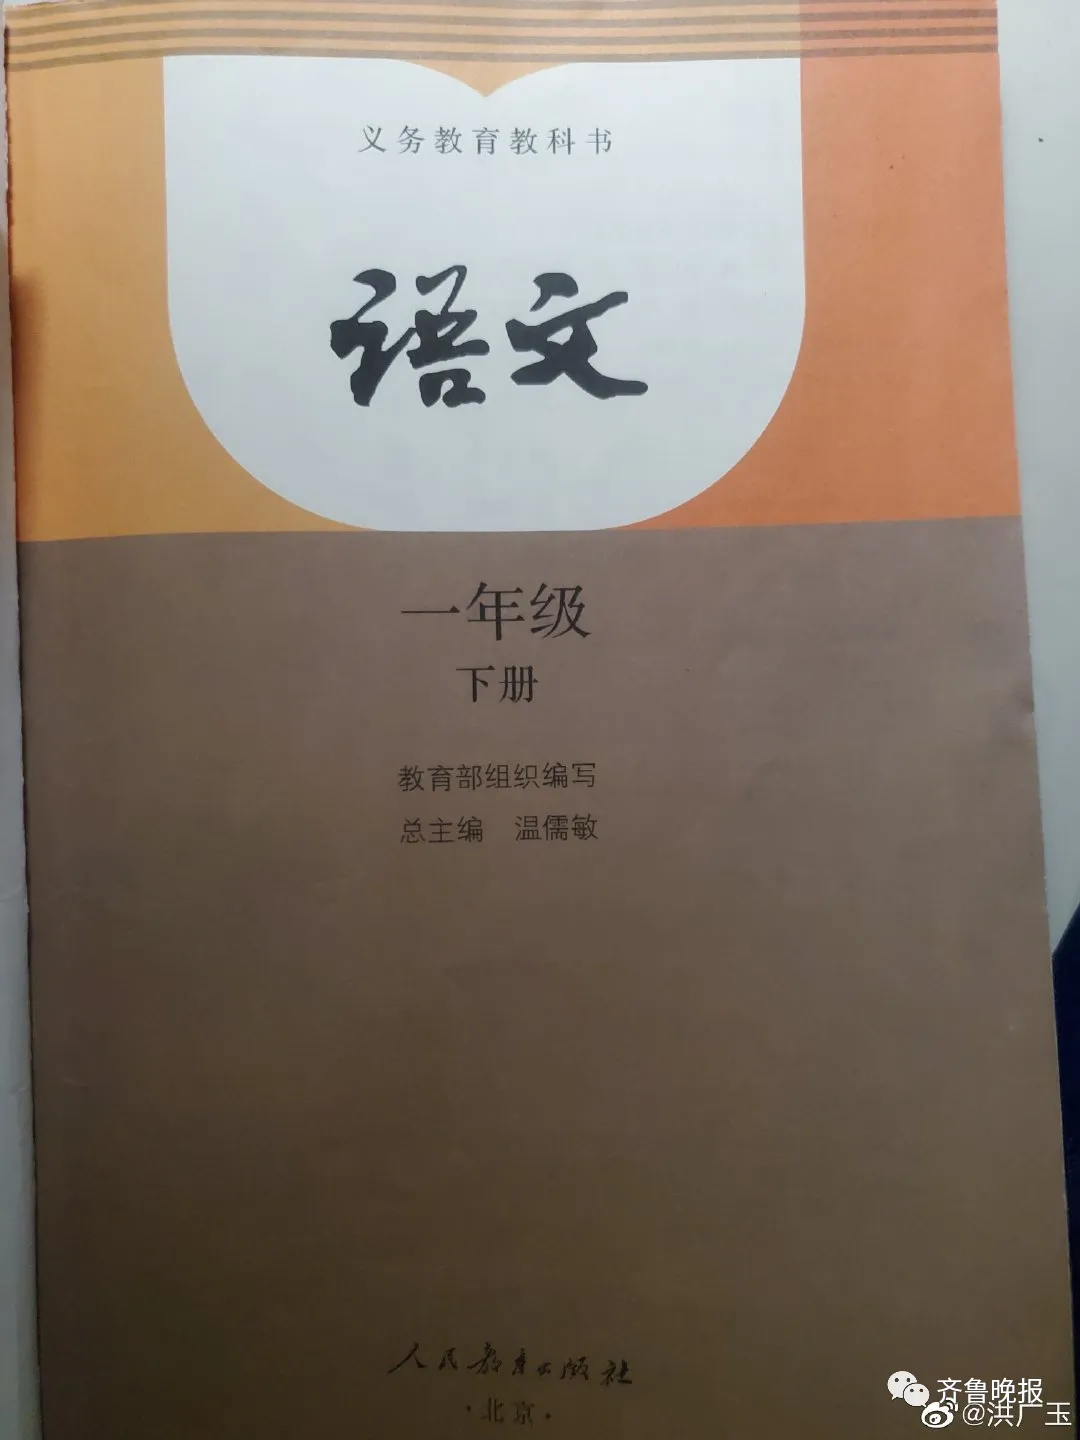 义务教育教科书
语文
一年级
下册
教育部组织编写
总主编 温儒敏
人民教育出版社
·北京·
齐鲁晚报
@洪广玉